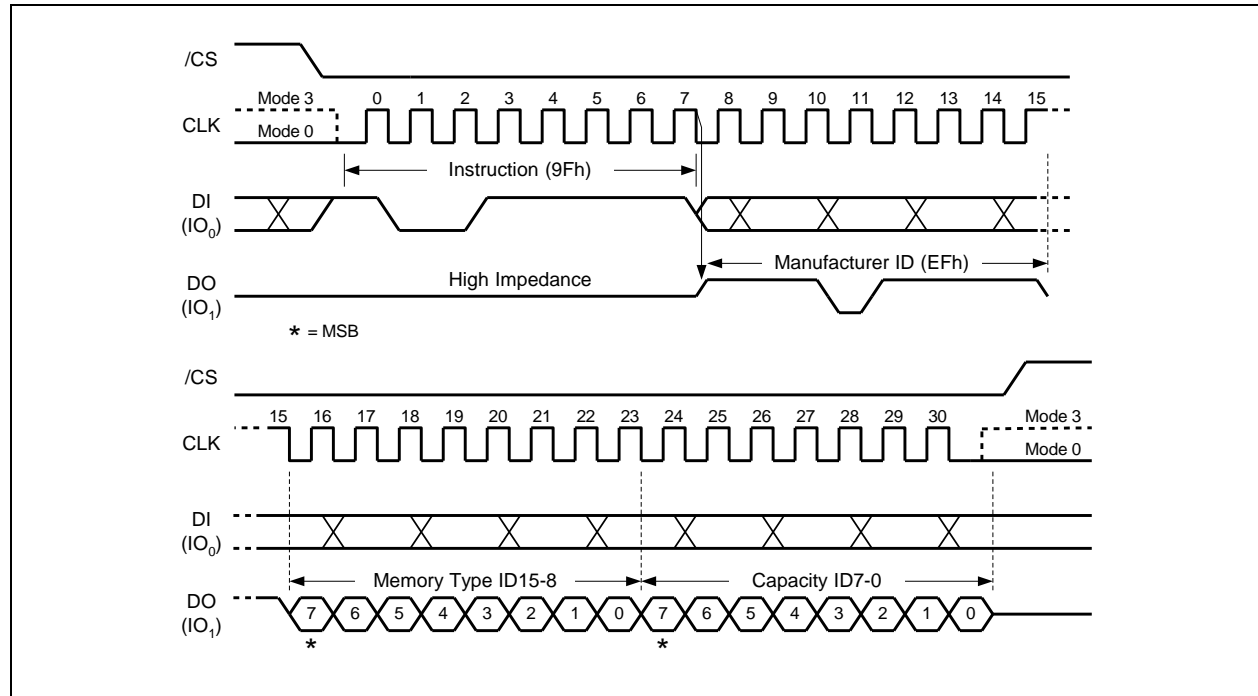 /CS
Mode 3 0 1 2 3 4 5 6 7 8 9 10 11 12 13 14 15
CLK
Mode 0
Instruction (9Fh)
DI
(IO0)
Manufacturer ID (EFh)
DO
(IO1)
High Impedance
* = MSB
/CS
15 16 17 18 19 20 21 22 23 24 25 26 27 28 29 30 Mode 3
CLK
Mode 0
DI
(IO0)
Memory Type ID15-8 Capacity ID7-0
DO
(IO1)
7 6 5 4 3 2 1 0 7 6 5 4 3 2 1 0
* *